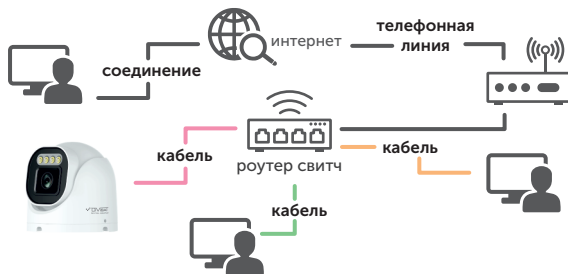 интернет
телефонная
линия
соединение
кабель
роутер свитч
кабель
кабель